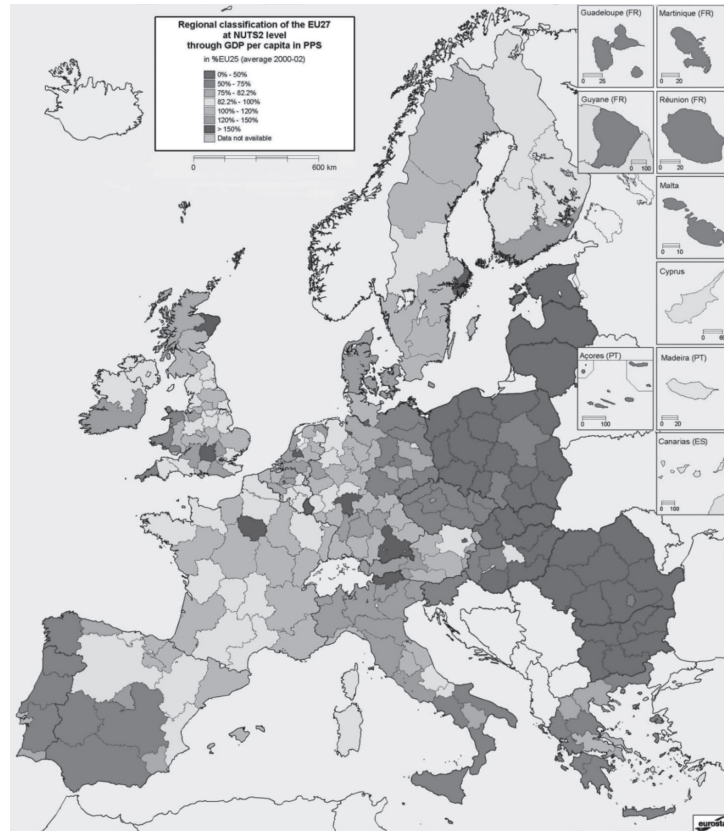 Regional classification of the EU27
at NUTS2 level
through GDP per capita in PPS
in %EU25 (average 2000-02)
0% - 50%
50% - 75%
75% - 82.2%
82.2% - 100%
100% - 120%
120% - 150%
> 150%
Data not available
0 600 km
Guadeloupe (FR)
0 25
Martinique (FR)
0 20
Guyane (FR)
0 100
Réunion (FR)
0 20
Malta
0 10
Cyprus
0
Açores (PT)
0 100
Madeira (PT)
0 20
Canarias (ES)
0 100